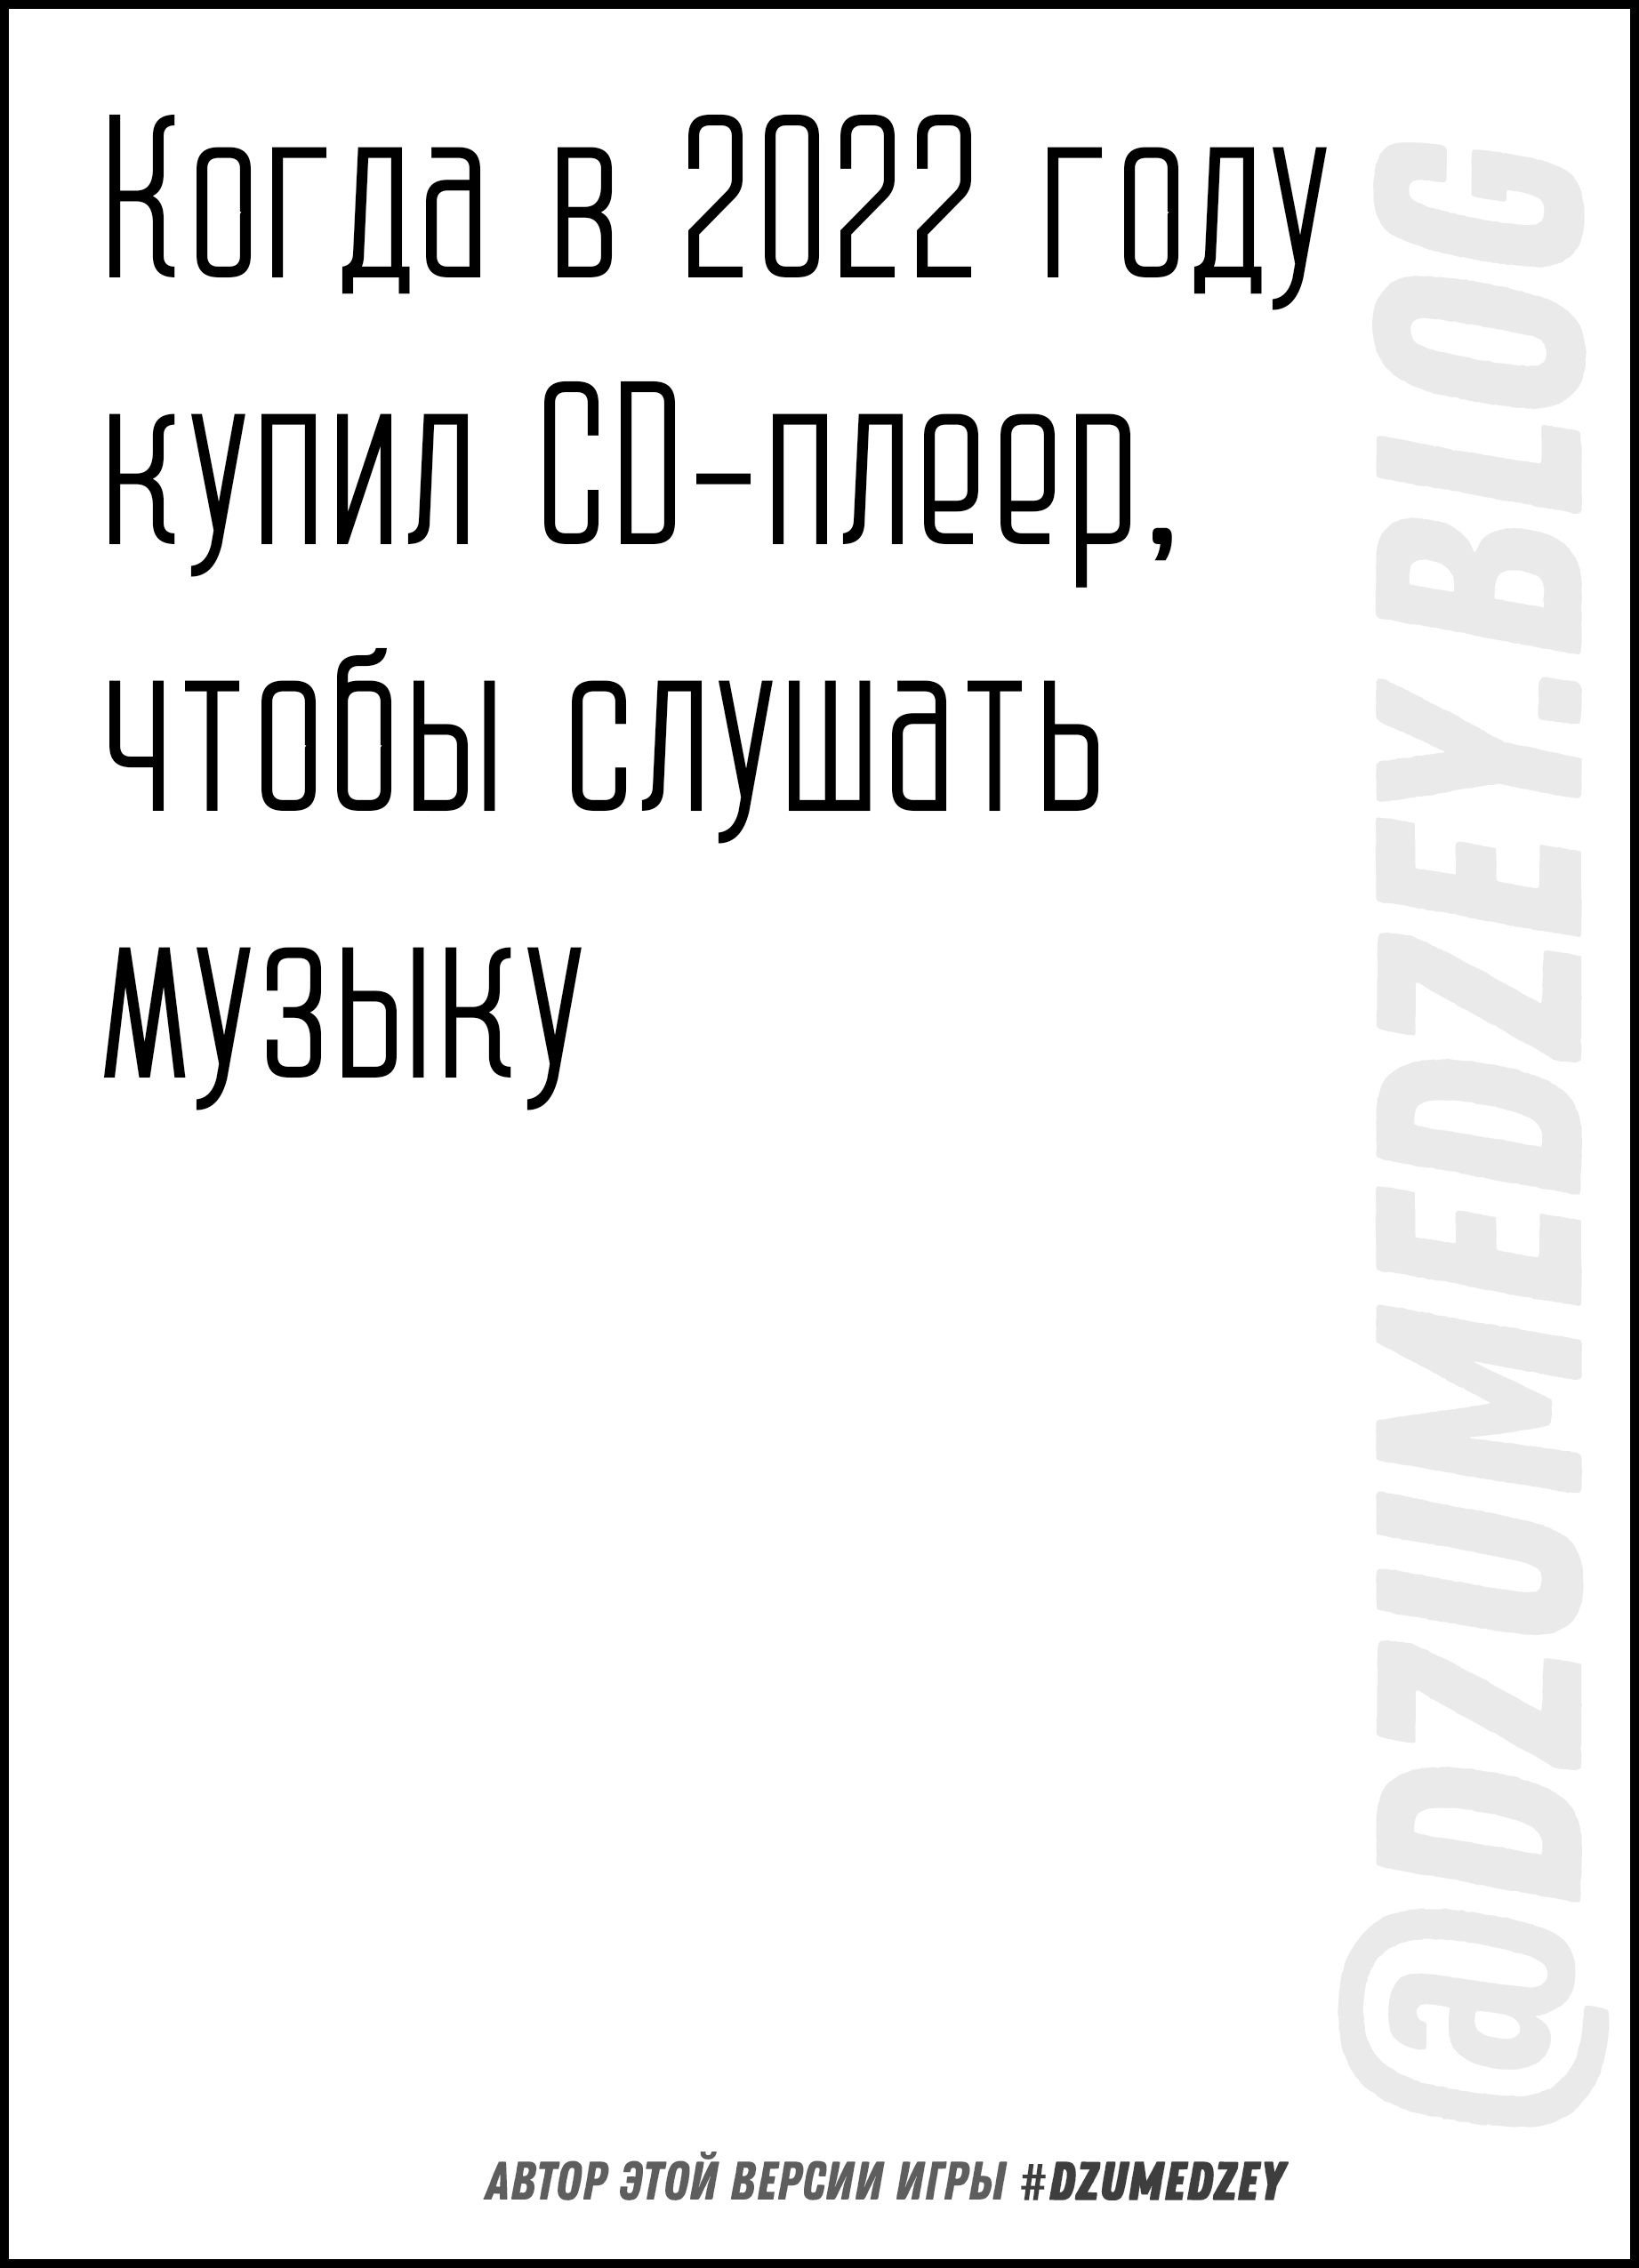 Когда в 2022 году
купил CD-плеер,
чтобы слушать
музыку
@DZUMEDZEY.BLOG
АВТОР ЭТОЙ ВЕРСИИ ИГРЫ #DZUMEDZEY